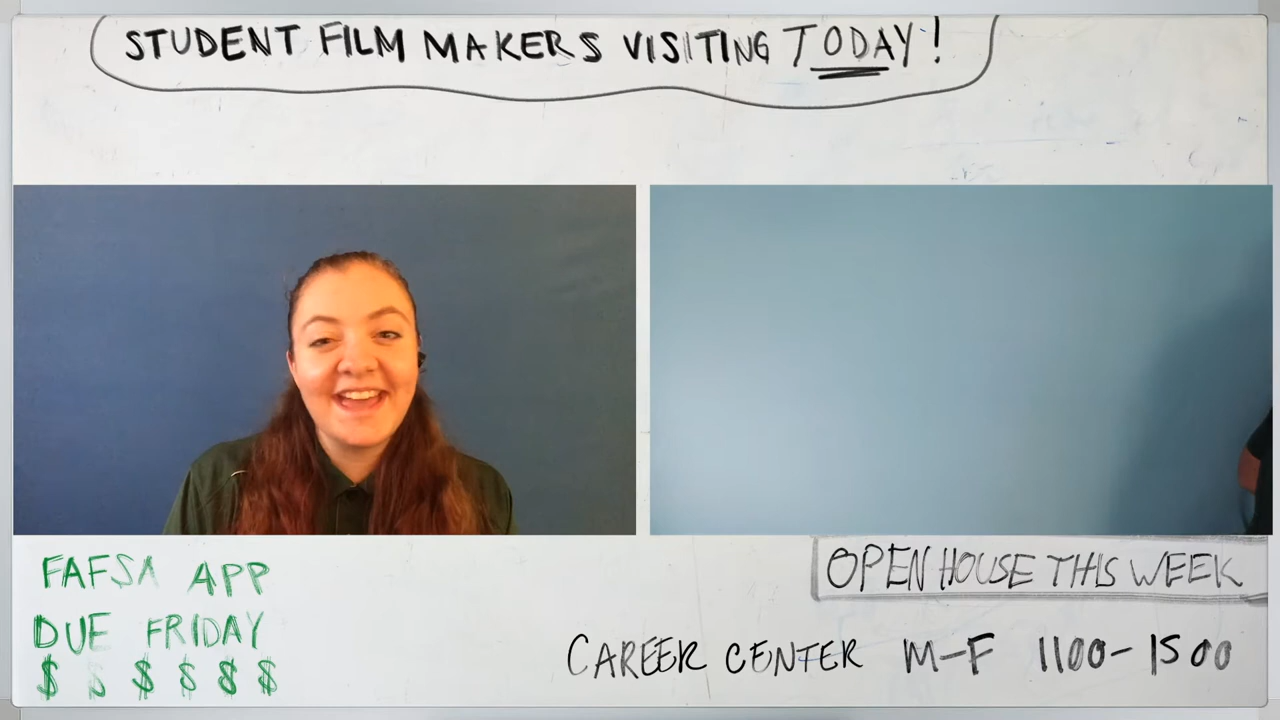 STUDENT FILM MAKERS VISITING TODAY!
FAFSA APP
DUE FRIDAY
$ $ $ $ $ $
OPEN HOUSE THIS WEEK
CAREER CENTER M-F 1100-1500